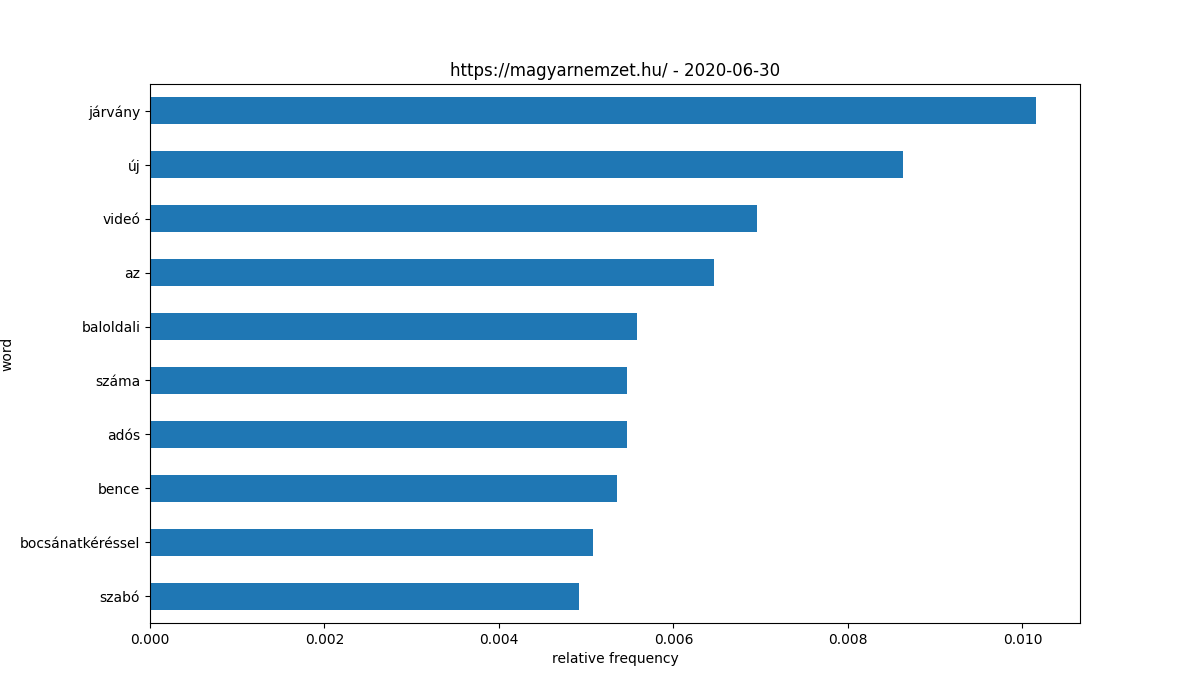 https://magyarnemzet.hu/ - 2020-06-30
word
járvány
új
videó
az
baloldali
száma
adós
bence
bocsánatkéréssel
szabó
0.000 0.002 0.004 0.006 0.008 0.010
relative frequency